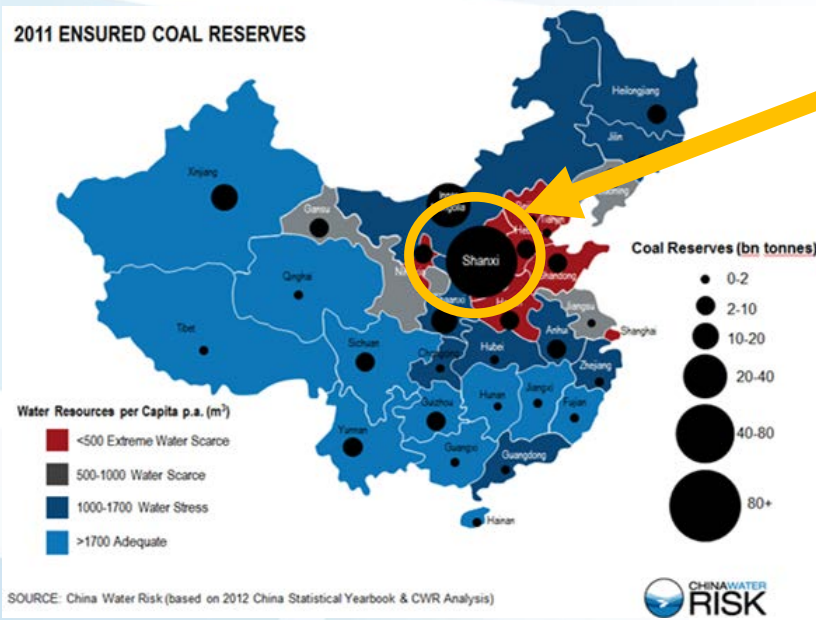 2011 ENSURED COAL RESERVES
Heilongjiang
Jilin
Xinjiang
Gansu
Shanxi
Shandong
Qinghai
Jiangsu
Shanghai
Tibet
Sichuan
Chongqing
Hubei
Anhui
Zhejiang
Hunan
Jiangxi
Fujian
Guizhou
Yunnan
Guangxi
Guangdong
Hainan
Coal Reserves (bn tonnes)
0-2
2-10
10-20
20-40
40-80
80+
Water Resources per Capita p.a. (m³)
<500 Extreme Water Scarce
500-1000 Water Scarce
1000-1700 Water Stress
>1700 Adequate
SOURCE: China Water Risk (based on 2012 China Statistical Yearbook & CWR Analysis)
CHINAWATER
RISK